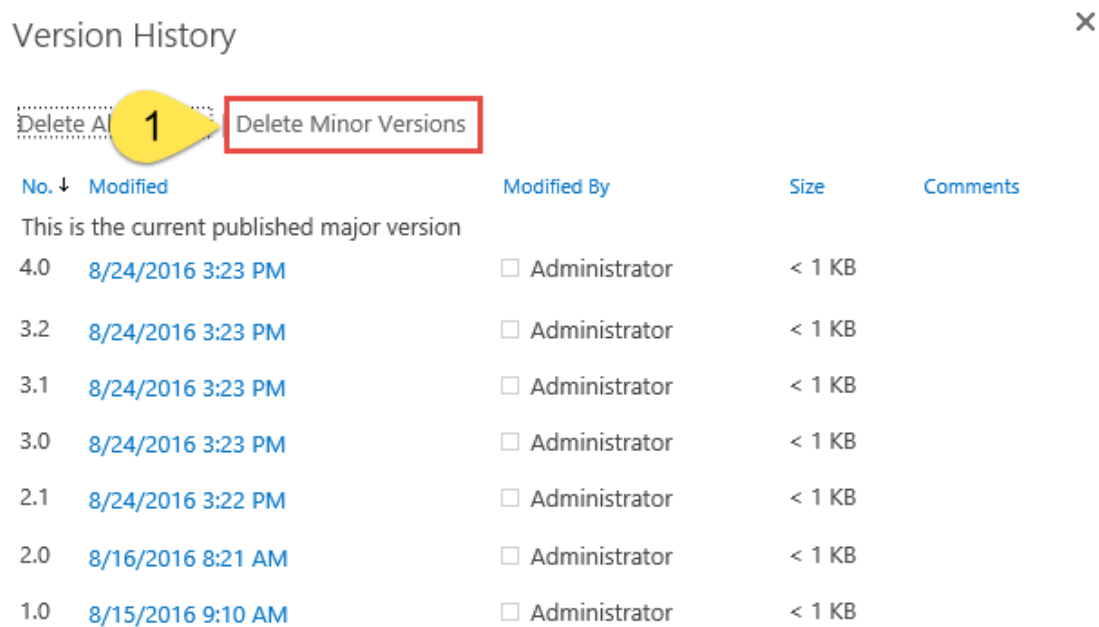 Version History
Delete Al 1 Delete Minor Versions
No. ↓ Modified Modified By Size Comments
This is the current published major version
4.0 8/24/2016 3:23 PM Administrator < 1 KB
3.2 8/24/2016 3:23 PM Administrator < 1 KB
3.1 8/24/2016 3:23 PM Administrator < 1 KB
3.0 8/24/2016 3:23 PM Administrator < 1 KB
2.1 8/24/2016 3:22 PM Administrator < 1 KB
2.0 8/16/2016 8:21 AM Administrator < 1 KB
1.0 8/15/2016 9:10 AM Administrator < 1 KB